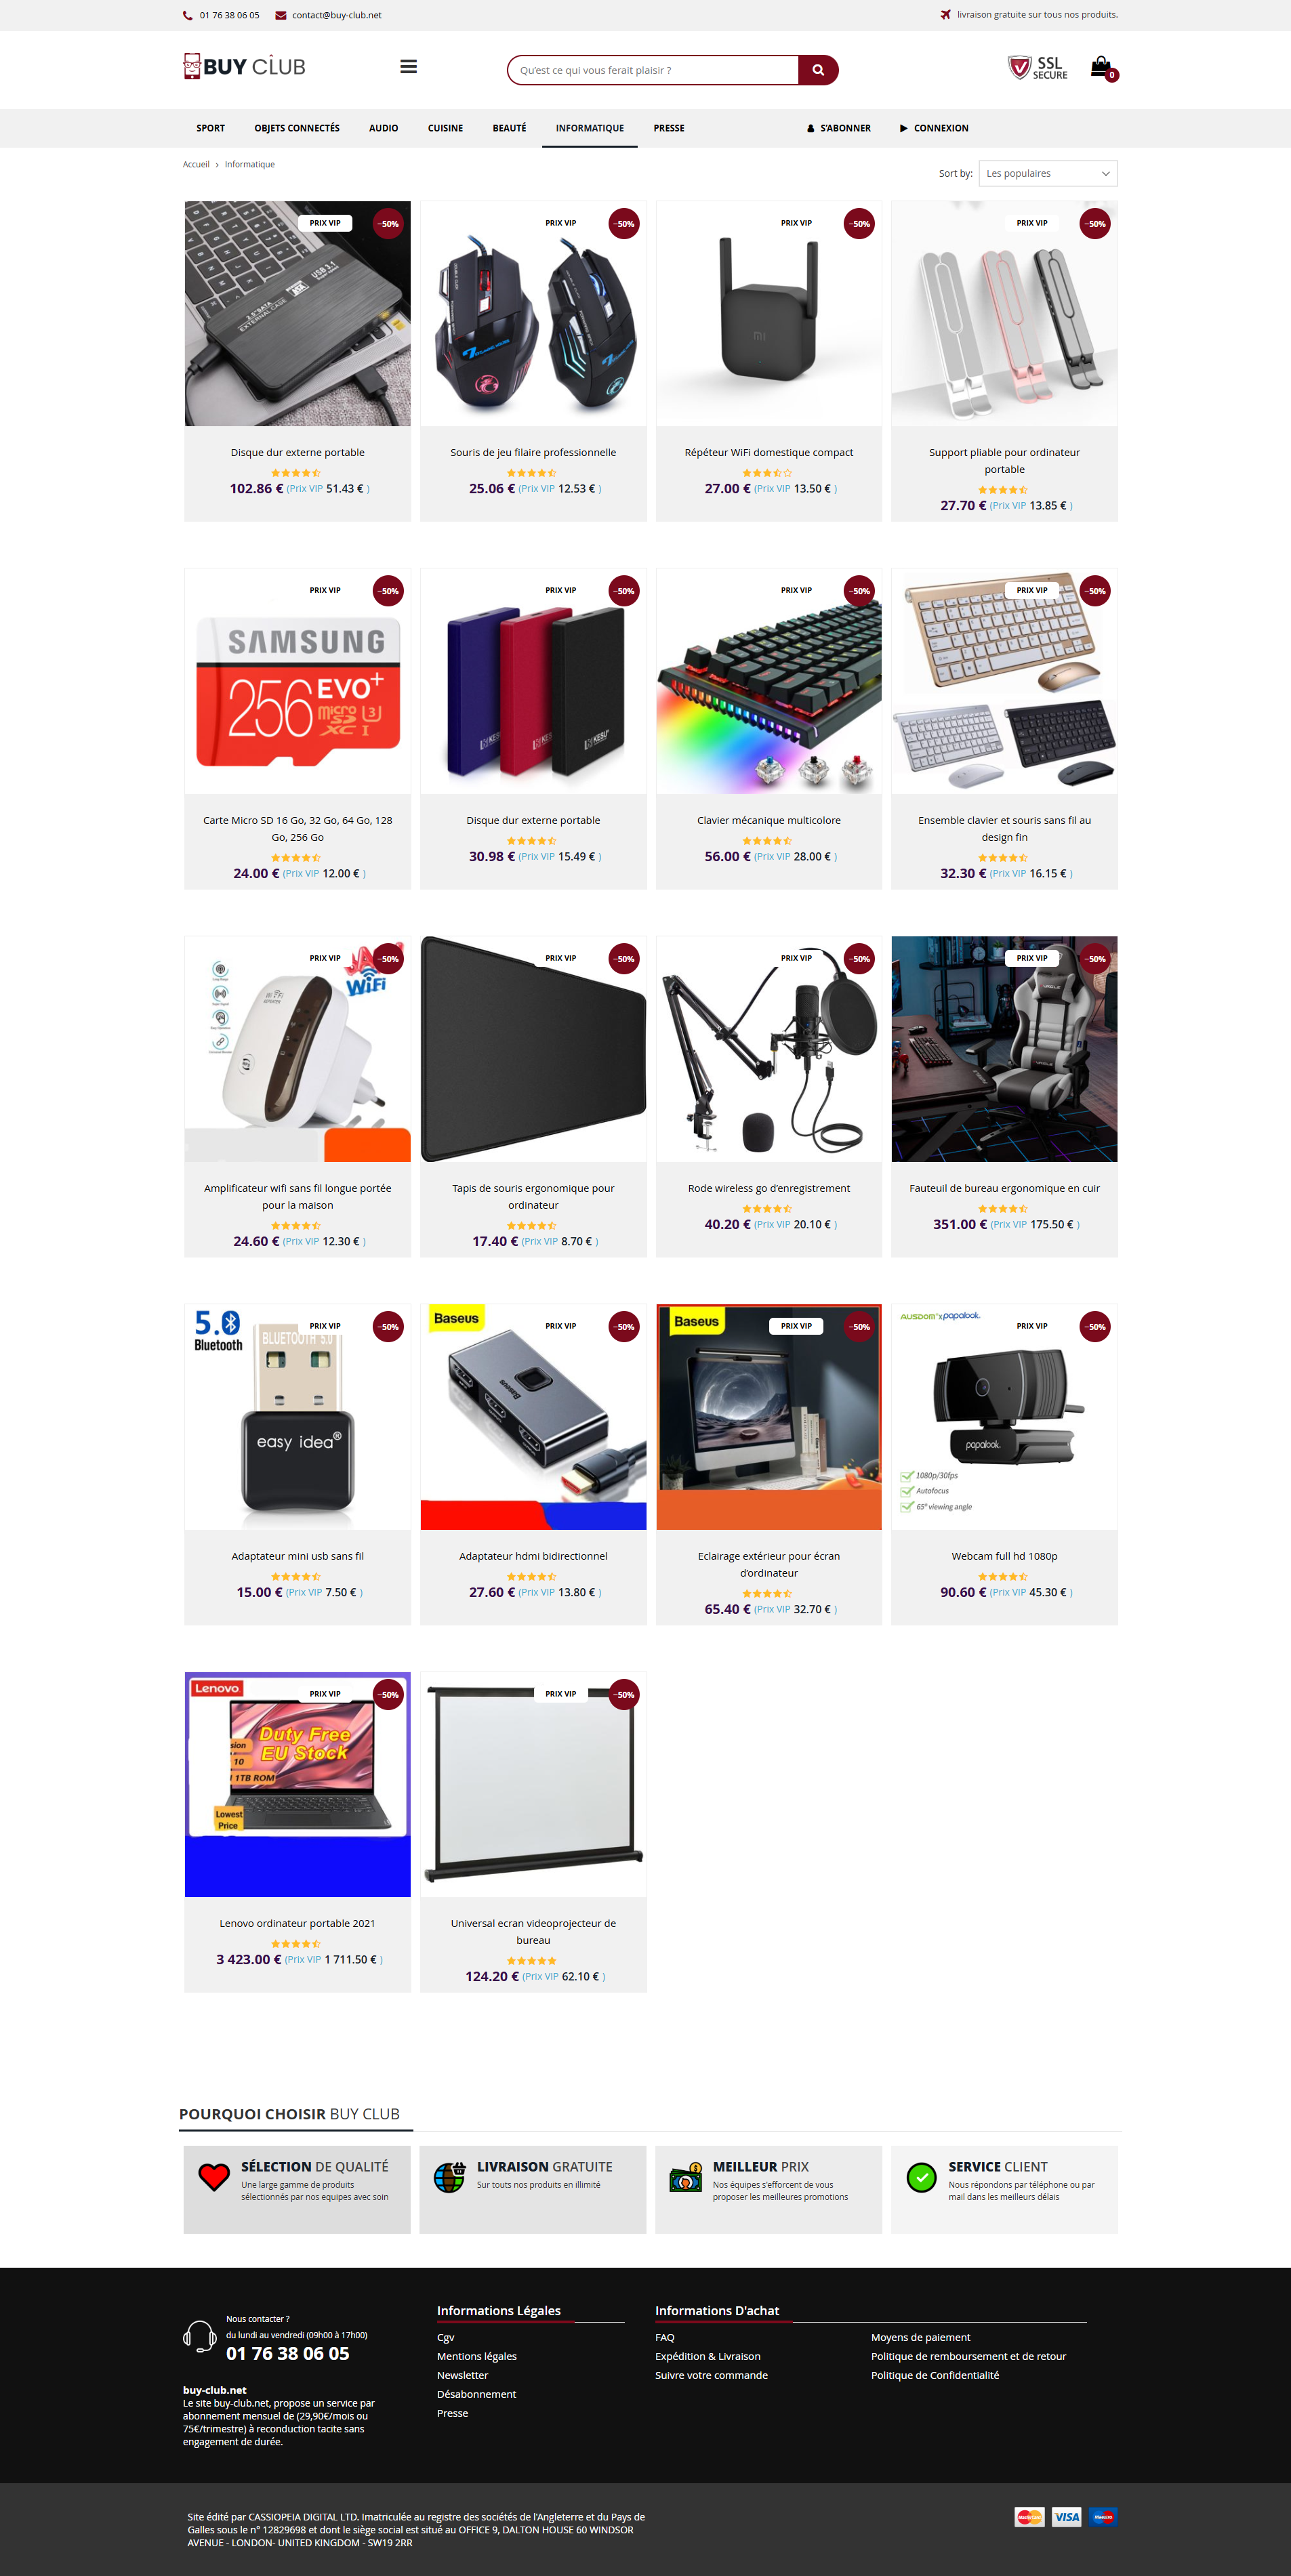 01 76 38 06 05 contact@buy-club.net livraison gratuite sur tous nos produits.
BUY CLUB Qu'est ce qui vous ferait plaisir ? SSL SECURE 0
SPORT OBJETS CONNECTÉS AUDIO CUISINE BEAUTÉ INFORMATIQUE PRESSE S'ABONNER CONNEXION
Accueil > Informatique
Sort by: Les populaires
PRIX VIP −50% PRIX VIP −50% PRIX VIP −50% PRIX VIP −50%
USB 3.1
2.5" SATA
EXTERNAL CASE
mi
Disque dur externe portable
102.86 € (Prix VIP 51.43 € )
Souris de jeu filaire professionnelle
25.06 € (Prix VIP 12.53 € )
Répéteur WiFi domestique compact
27.00 € (Prix VIP 13.50 € )
Support pliable pour ordinateur
portable
27.70 € (Prix VIP 13.85 € )
PRIX VIP −50% PRIX VIP −50% PRIX VIP −50% PRIX VIP −50%
SAMSUNG
256 EVO+
micro SD XC I U3
KESU KESU KESU
Carte Micro SD 16 Go, 32 Go, 64 Go, 128
Go, 256 Go
24.00 € (Prix VIP 12.00 € )
Disque dur externe portable
30.98 € (Prix VIP 15.49 € )
Clavier mécanique multicolore
56.00 € (Prix VIP 28.00 € )
Ensemble clavier et souris sans fil au
design fin
32.30 € (Prix VIP 16.15 € )
PRIX VIP −50% PRIX VIP −50% PRIX VIP −50% PRIX VIP −50%
WiFi
Amplificateur wifi sans fil longue portée
pour la maison
24.60 € (Prix VIP 12.30 € )
Tapis de souris ergonomique pour
ordinateur
17.40 € (Prix VIP 8.70 € )
Rode wireless go d’enregistrement
40.20 € (Prix VIP 20.10 € )
Fauteuil de bureau ergonomique en cuir
351.00 € (Prix VIP 175.50 € )
PRIX VIP −50% PRIX VIP −50% PRIX VIP −50% PRIX VIP −50%
5.0
Bluetooth
BLUETOOTH 5.0
easy idea®
Baseus
Baseus
Baseus
AUSDOM x papalook.
papalook.
1080p/30fps
Autofocus
65° viewing angle
Adaptateur mini usb sans fil
15.00 € (Prix VIP 7.50 € )
Adaptateur hdmi bidirectionnel
27.60 € (Prix VIP 13.80 € )
Eclairage extérieur pour écran
d’ordinateur
65.40 € (Prix VIP 32.70 € )
Webcam full hd 1080p
90.60 € (Prix VIP 45.30 € )
PRIX VIP −50% PRIX VIP −50%
Lenovo
Duty Free
EU Stock
sion
10
1TB ROM
Lowest
Price
Lenovo ordinateur portable 2021
3 423.00 € (Prix VIP 1 711.50 € )
Universal ecran videoprojecteur de
bureau
124.20 € (Prix VIP 62.10 € )
POURQUOI CHOISIR BUY CLUB
SÉLECTION DE QUALITÉ
Une large gamme de produits
sélectionnés par nos equipes avec soin
LIVRAISON GRATUITE
Sur touts nos produits en illimité
MEILLEUR PRIX
Nos équipes s'efforcent de vous
proposer les meilleures promotions
SERVICE CLIENT
Nous répondons par téléphone ou par
mail dans les meilleurs délais
Nous contacter ?
du lundi au vendredi (09h00 à 17h00)
01 76 38 06 05
buy-club.net
Le site buy-club.net, propose un service par
abonnement mensuel de (29,90€/mois ou
75€/trimestre) à reconduction tacite sans
engagement de durée.
Informations Légales
Cgv
Mentions légales
Newsletter
Désabonnement
Presse
Informations D'achat
FAQ
Expédition & Livraison
Suivre votre commande
Moyens de paiement
Politique de remboursement et de retour
Politique de Confidentialité
Site édité par CASSIOPEIA DIGITAL LTD. Imatriculée au registre des sociétés de l'Angleterre et du Pays de
Galles sous le n° 12829698 et dont le siège social est situé au OFFICE 9, DALTON HOUSE 60 WINDSOR
AVENUE - LONDON- UNITED KINGDOM - SW19 2RR
MasterCard VISA Maestro